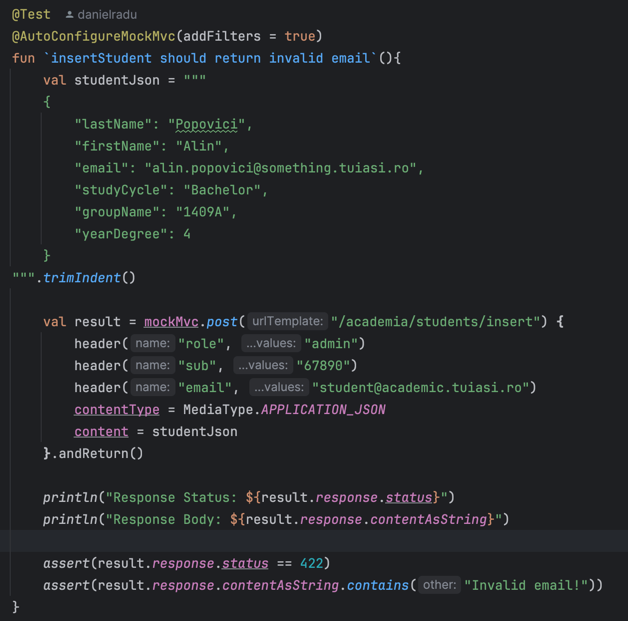 @Test danielradu
@AutoConfigureMockMvc(addFilters = true)
fun `insertStudent should return invalid email`(){
    val studentJson = """
    {
        "lastName": "Popovici",
        "firstName": "Alin",
        "email": "alin.popovici@something.tuiasi.ro",
        "studyCycle": "Bachelor",
        "groupName": "1409A",
        "yearDegree": 4
    }
""".trimIndent()
    val result = mockMvc.post( urlTemplate: "/academia/students/insert") {
        header( name: "role", ...values: "admin")
        header( name: "sub", ...values: "67890")
        header( name: "email", ...values: "student@academic.tuiasi.ro")
        contentType = MediaType.APPLICATION_JSON
        content = studentJson
    }.andReturn()
    println("Response Status: ${result.response.status}")
    println("Response Body: ${result.response.contentAsString}")
    assert(result.response.status == 422)
    assert(result.response.contentAsString.contains( other: "Invalid email!"))
}